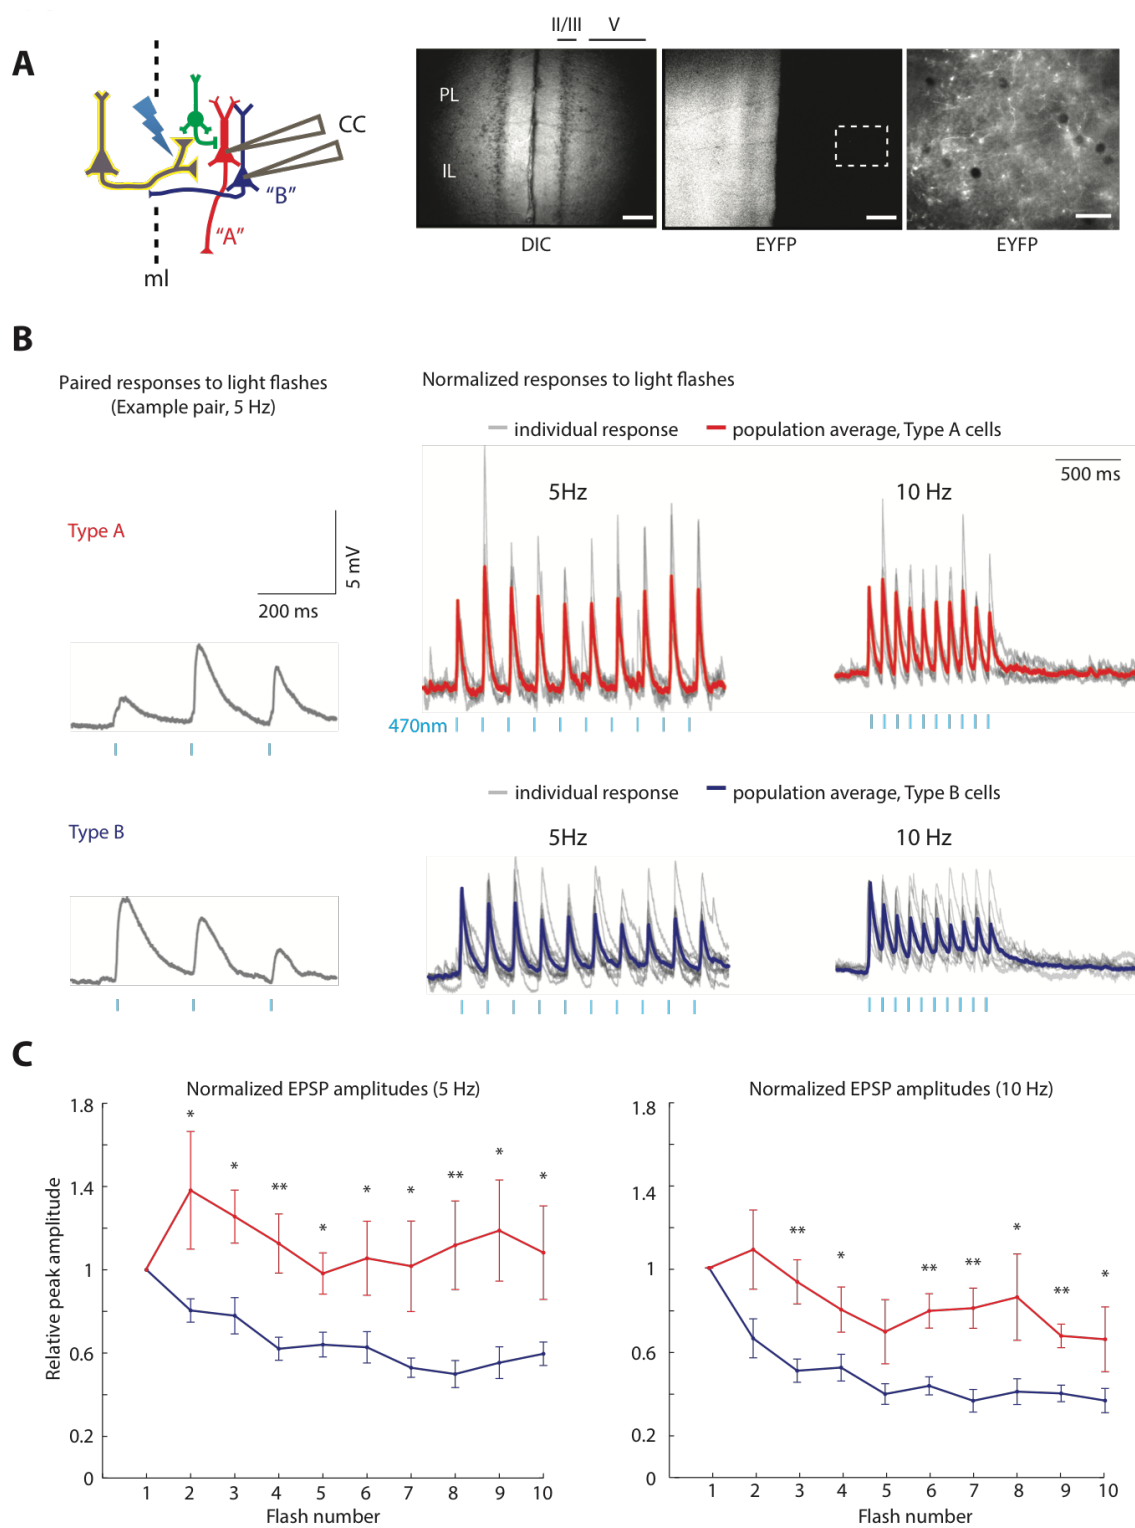 A
II/III V
PL
IL
CC
"B"
"A"
ml
DIC
EYFP
EYFP
B
Paired responses to light flashes
(Example pair, 5 Hz)
Normalized responses to light flashes
individual response
population average, Type A cells
500 ms
5Hz
10 Hz
Type A
5 mV
200 ms
470nm
individual response
population average, Type B cells
Type B
5Hz
10 Hz
C
Normalized EPSP amplitudes (5 Hz)
Relative peak amplitude
1.8
1.4
1
0.6
0.2
0
* * ** * * * ** * *
1 2 3 4 5 6 7 8 9 10
Flash number
Normalized EPSP amplitudes (10 Hz)
1.8
1.4
1
0.6
0.2
0
** * ** ** * ** *
1 2 3 4 5 6 7 8 9 10
Flash number